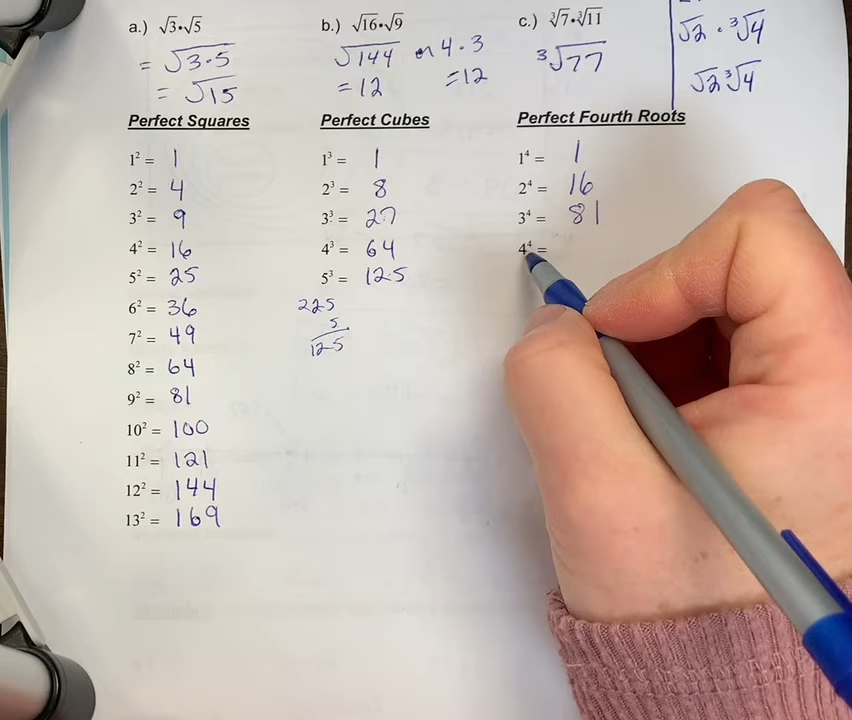 a.) √3•√5
= √3·5
= √15
b.) √16•√9
√144 or 4·3
= 12 = 12
c.) ∛7•∛11
³√77
√2 · ³√4
√2 ³√4
Perfect Squares
1² = 1
2² = 4
3² = 9
4² = 16
5² = 25
6² = 36
7² = 49
8² = 64
9² = 81
10² = 100
11² = 121
12² = 144
13² = 169
Perfect Cubes
1³ = 1
2³ = 8
3³ = 27
4³ = 64
5³ = 125
225
5
125
Perfect Fourth Roots
1⁴ = 1
2⁴ = 16
3⁴ = 81
4⁴ =